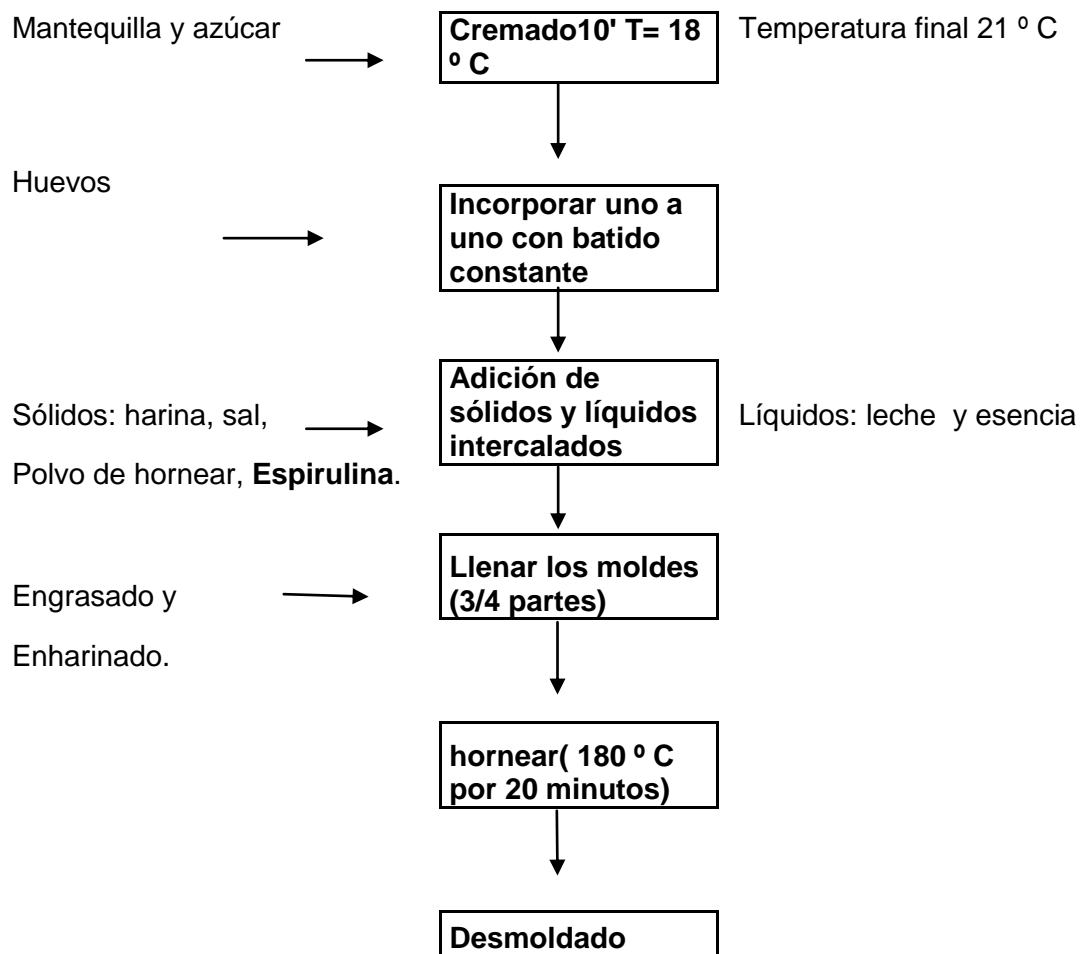 Mantequilla y azúcar
Cremado10' T= 18
º C
Temperatura final 21 º C
Huevos
Incorporar uno a
uno con batido
constante
Sólidos: harina, sal,
Polvo de hornear, Espirulina.
Adición de
sólidos y líquidos
intercalados
Líquidos: leche y esencia
Engrasado y
Enharinado.
Llenar los moldes
(3/4 partes)
hornear( 180 º C
por 20 minutos)
Desmoldado